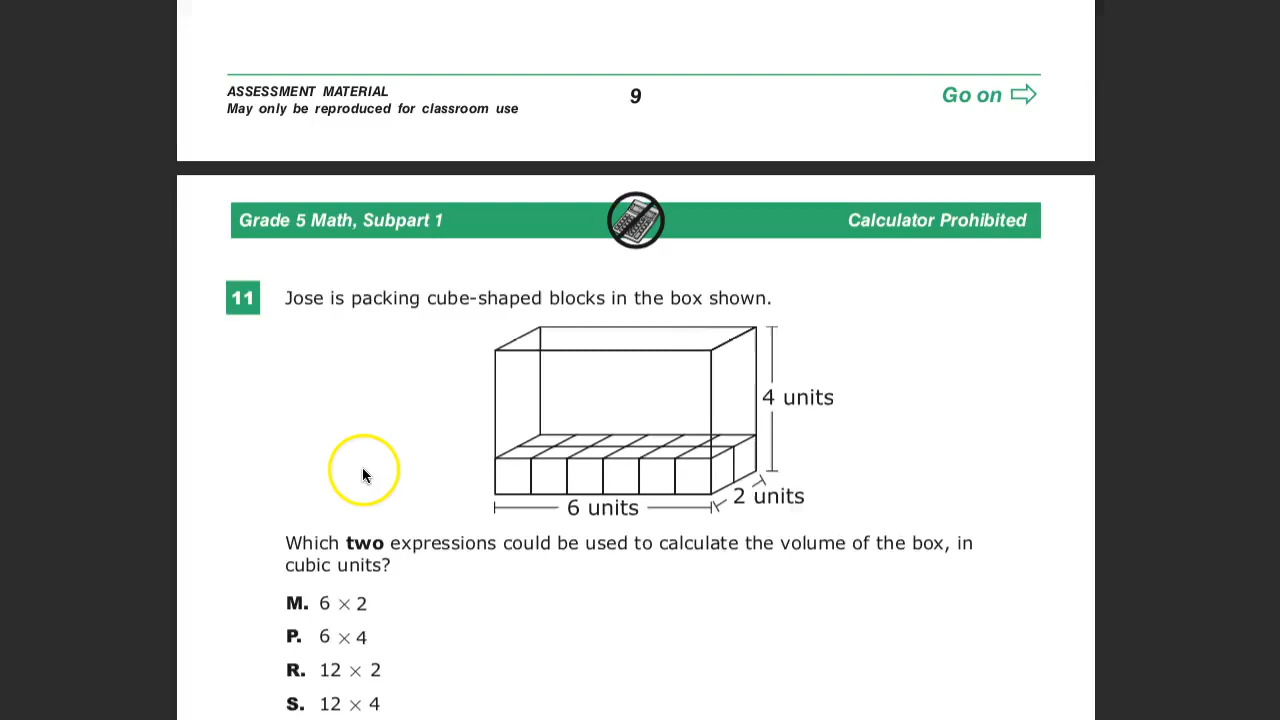 ASSESSMENT MATERIAL
May only be reproduced for classroom use
9
Go on
Grade 5 Math, Subpart 1
Calculator Prohibited
11 Jose is packing cube-shaped blocks in the box shown.
4 units
2 units
6 units
Which two expressions could be used to calculate the volume of the box, in
cubic units?
M. 6 × 2
P. 6 × 4
R. 12 × 2
S. 12 × 4